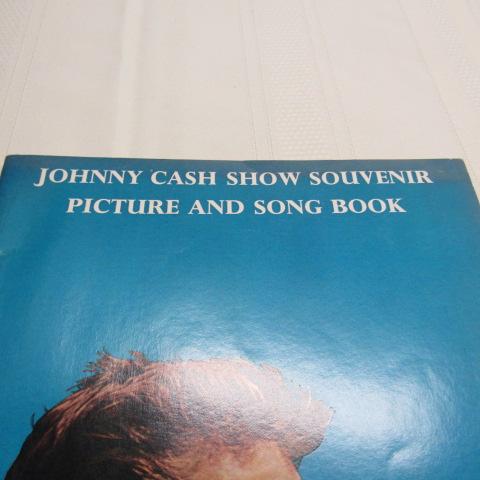 JOHNNY CASH SHOW SOUVENIR
PICTURE AND SONG BOOK